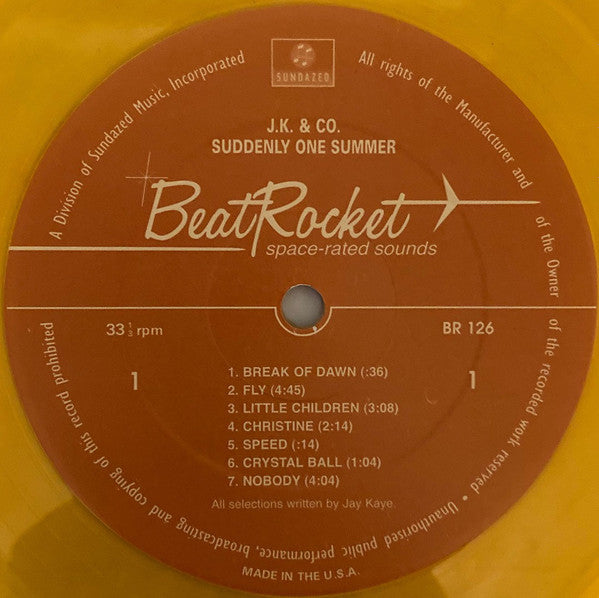 SUNDAZED
A Division of Sundazed Music, Incorporated
All rights of the Manufacturer and of the Owner of the recorded work reserved • Unauthorised public performance, broadcasting and copying of this record prohibited
J.K. & CO.
SUDDENLY ONE SUMMER
BeatRocket
space-rated sounds
33 1/3 rpm
BR 126
1
1
1. BREAK OF DAWN (:36)
2. FLY (4:45)
3. LITTLE CHILDREN (3:08)
4. CHRISTINE (2:14)
5. SPEED (:14)
6. CRYSTAL BALL (1:04)
7. NOBODY (4:04)
All selections written by Jay Kaye.
MADE IN THE U.S.A.